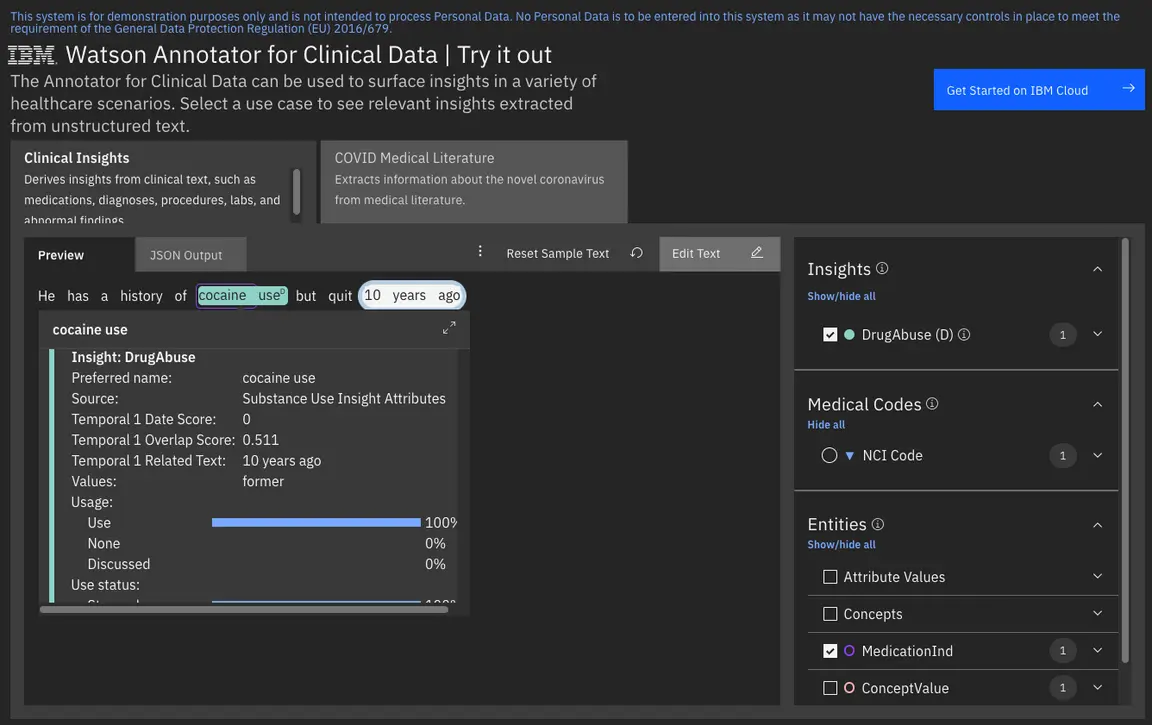 This system is for demonstration purposes only and is not intended to process Personal Data. No Personal Data is to be entered into this system as it may not have the necessary controls in place to meet the
requirement of the General Data Protection Regulation (EU) 2016/679.
IBM Watson Annotator for Clinical Data | Try it out
The Annotator for Clinical Data can be used to surface insights in a variety of
healthcare scenarios. Select a use case to see relevant insights extracted
from unstructured text.
Get Started on IBM Cloud
Clinical Insights
Derives insights from clinical text, such as
medications, diagnoses, procedures, labs, and
abnormal findings
COVID Medical Literature
Extracts information about the novel coronavirus
from medical literature.
Preview
JSON Output
Reset Sample Text
Edit Text
He has a history of cocaine use D but quit 10 years ago
cocaine use
Insight: DrugAbuse
Preferred name: cocaine use
Source: Substance Use Insight Attributes
Temporal 1 Date Score: 0
Temporal 1 Overlap Score: 0.511
Temporal 1 Related Text: 10 years ago
Values: former
Usage:
Use 100%
None 0%
Discussed 0%
Use status:
Insights
Show/hide all
DrugAbuse (D) 1
Medical Codes
Hide all
NCI Code 1
Entities
Show/hide all
Attribute Values
Concepts
MedicationInd 1
ConceptValue 1